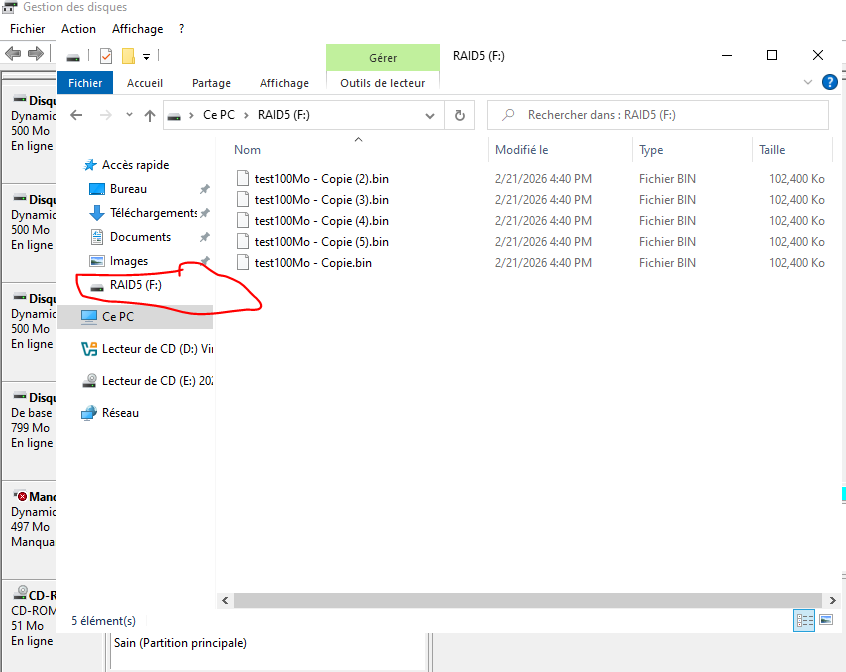 Gestion des disques
Fichier Action Affichage ?
Gérer RAID5 (F:)
Fichier Accueil Partage Affichage Outils de lecteur
Ce PC > RAID5 (F:)
Rechercher dans : RAID5 (F:)
Nom Modifié le Type Taille
test100Mo - Copie (2).bin 2/21/2026 4:40 PM Fichier BIN 102,400 Ko
test100Mo - Copie (3).bin 2/21/2026 4:40 PM Fichier BIN 102,400 Ko
test100Mo - Copie (4).bin 2/21/2026 4:40 PM Fichier BIN 102,400 Ko
test100Mo - Copie (5).bin 2/21/2026 4:40 PM Fichier BIN 102,400 Ko
test100Mo - Copie.bin 2/21/2026 4:40 PM Fichier BIN 102,400 Ko
Accès rapide
Bureau
Téléchargements
Documents
Images
RAID5 (F:)
Ce PC
Lecteur de CD (D:) Vir
Lecteur de CD (E:) 202
Réseau
5 élément(s)
Disqu
Dynamic
500 Mo
En ligne
Disqu
Dynamic
500 Mo
En ligne
Disqu
Dynamic
500 Mo
En ligne
Disqu
De base
799 Mo
En ligne
Manq
Dynamic
497 Mo
Manqua
CD-R
CD-ROM
51 Mo
En ligne
Sain (Partition principale)